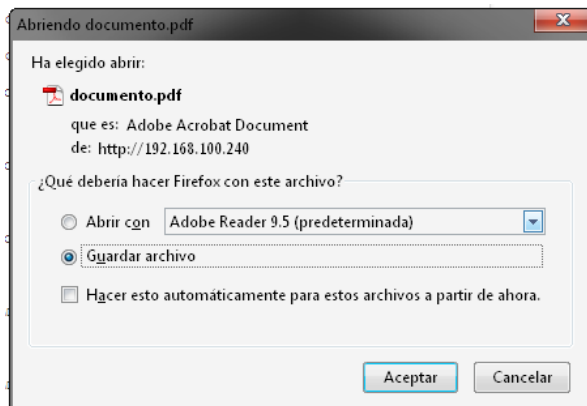 Abriendo documento.pdf
Ha elegido abrir:
documento.pdf
que es: Adobe Acrobat Document
de: http://192.168.100.240
¿Qué debería hacer Firefox con este archivo?
Abrir con Adobe Reader 9.5 (predeterminada)
Guardar archivo
Hacer esto automáticamente para estos archivos a partir de ahora.
Aceptar Cancelar